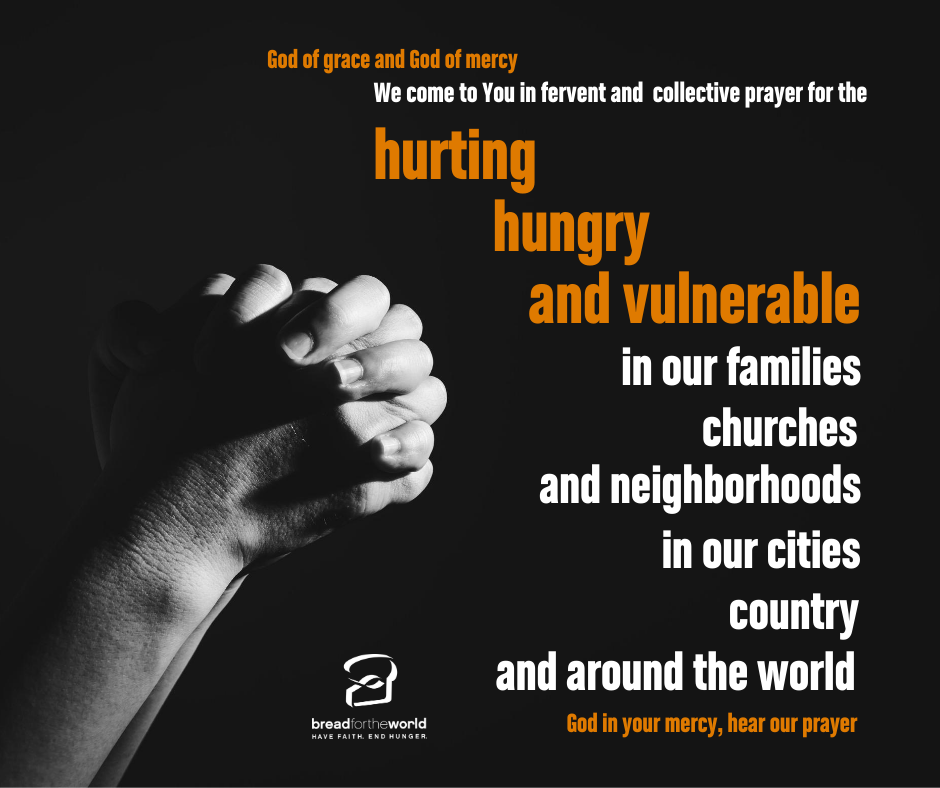 God of grace and God of mercy
We come to You in fervent and collective prayer for the
hurting
hungry
and vulnerable
in our families
churches
and neighborhoods
in our cities
country
and around the world
God in your mercy, hear our prayer
breadfortheworld
HAVE FAITH. END HUNGER.